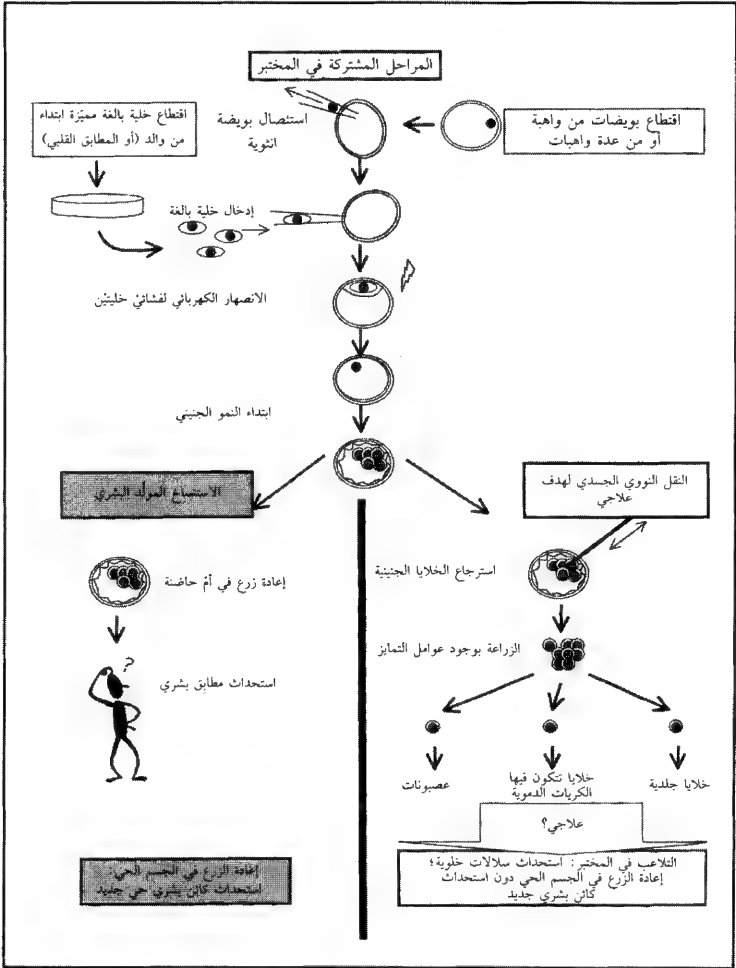 المراحل المشتركة في المختبر
اقتطاع بويضات من واهبة
أو من عدة واهبات
استئصال بويضة
انثوية
اقتطاع خلية بالغة مميّزة ابتداء
من والد (أو المطابق القلبي)
إدخال خلية بالغة
الانصهار الكهربائي لغشائيْ خليتيْن
ابتداء النمو الجنيني
النقل النووي الجسدي لهدف
علاجي
الاستنساخ المولّد البشري
استرجاع الخلايا الجنينية
إعادة زرع في أمّ حاضنة
الزراعة بوجود عوامل التمايز
استحداث مطابق بشري
?
خلايا جلدية
خلايا تتكون فيها
الكريات الدموية
عصبونات
علاجي؟
التلاعب في المختبر: استحداث سلالات خلوية؛
إعادة الزرع في الجسم الحي دون استحداث
كائن بشري جديد
إعادة الزرع في الجسم الحي:
استحداث كائن بشري حي جديد